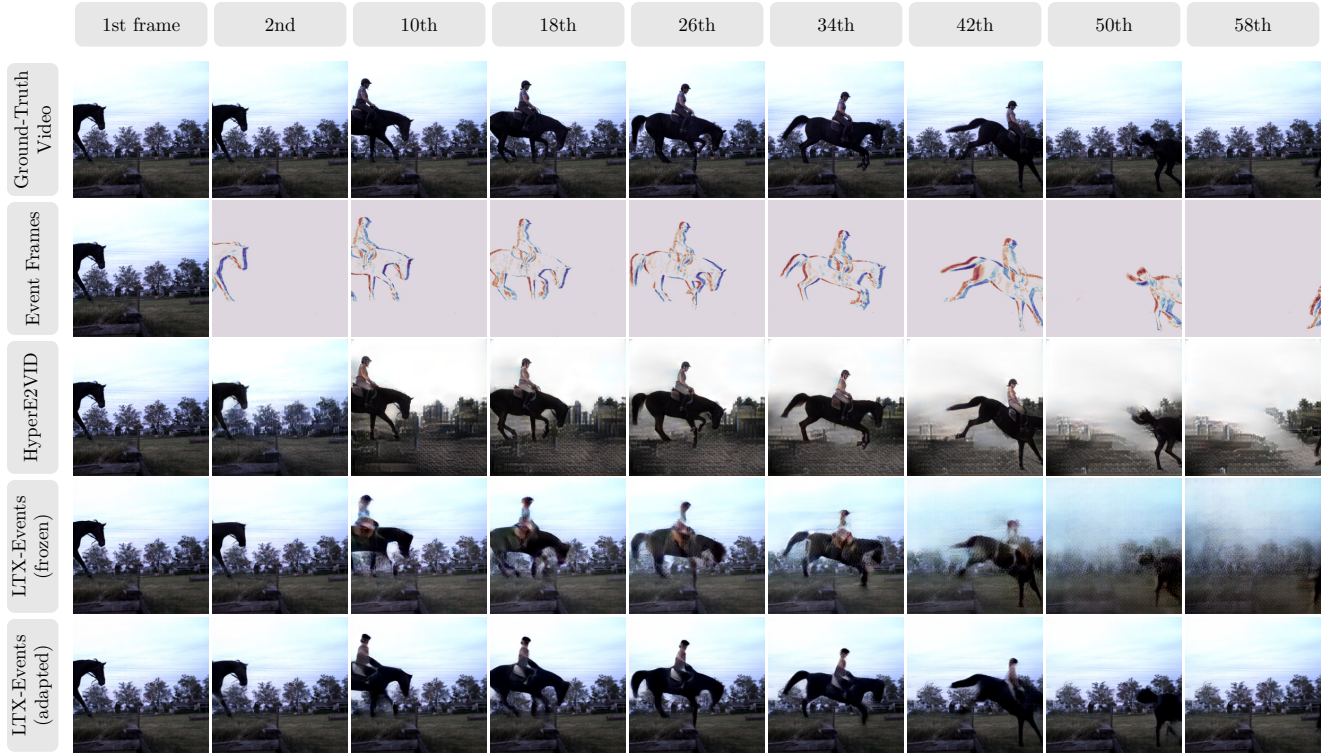 1st frame
2nd
10th
18th
26th
34th
42th
50th
58th
Ground-Truth
Video
Event Frames
HyperE2VID
LTX-Events
(frozen)
LTX-Events
(adapted)